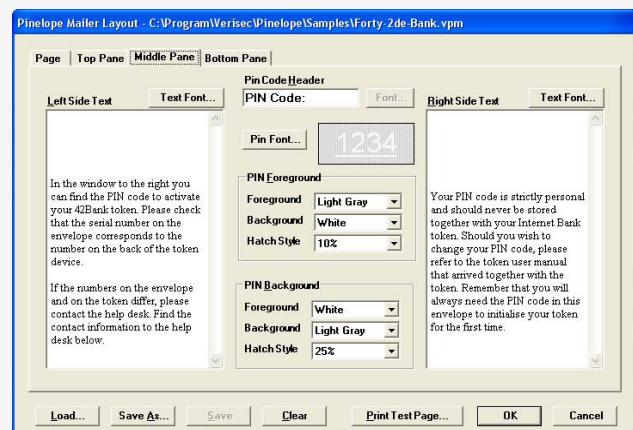 Pinelope Mailer Layout - C:\Program\Verisec\Pinelope\Samples\Forty-2de-Bank.vpm
Page Top Pane Middle Pane Bottom Pane
Left Side Text
Text Font...
In the window to the right you
can find the PIN code to activate
your 42Bank token. Please check
that the serial number on the
envelope corresponds to the
number on the back of the token
device.
If the numbers on the envelope
and on the token differ, please
contact the help desk. Find the
contact information to the help
desk below.
Pin Code Header
PIN Code:
Font...
Pin Font...
1234
PIN Foreground
Foreground Light Gray
Background White
Hatch Style 10%
PIN Background
Foreground White
Background Light Gray
Hatch Style 25%
Right Side Text
Text Font...
Your PIN code is strictly personal
and should never be stored
together with your Internet Bank
token. Should you wish to
change your PIN code, please
refer to the token user manual
that arrived together with the
token. Remember that you will
always need the PIN code in this
envelope to initialise your token
for the first time.
Load... Save As... Save Clear Print Test Page... OK Cancel